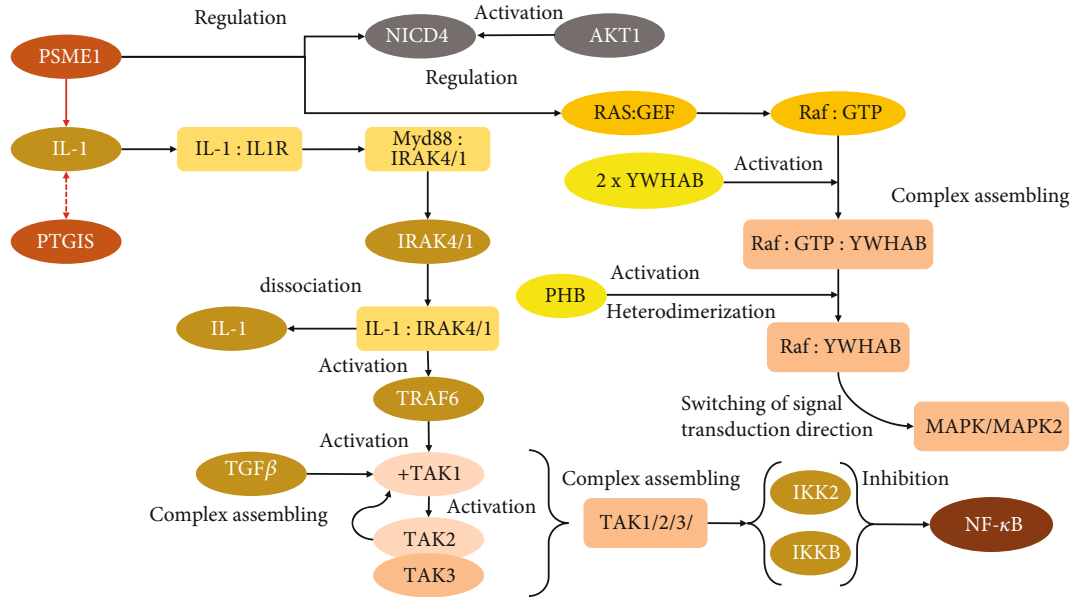 Regulation
Activation
PSME1
NICD4
AKT1
Regulation
RAS:GEF
Raf : GTP
IL-1
IL-1 : IL1R
Myd88 :
IRAK4/1
2 x YWHAB
Activation
Complex assembling
PTGIS
IRAK4/1
Raf : GTP : YWHAB
dissociation
Activation
PHB
Heterodimerization
IL-1
IL-1 : IRAK4/1
Raf : YWHAB
Activation
TRAF6
Switching of signal
transduction direction
MAPK/MAPK2
Activation
TGFβ
+TAK1
Complex assembling
IKK2
Inhibition
Complex assembling
Activation
TAK1/2/3/
NF-κB
TAK2
IKKB
TAK3